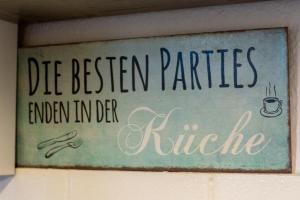 DIE BESTEN PARTIES
ENDEN IN DER
Küche